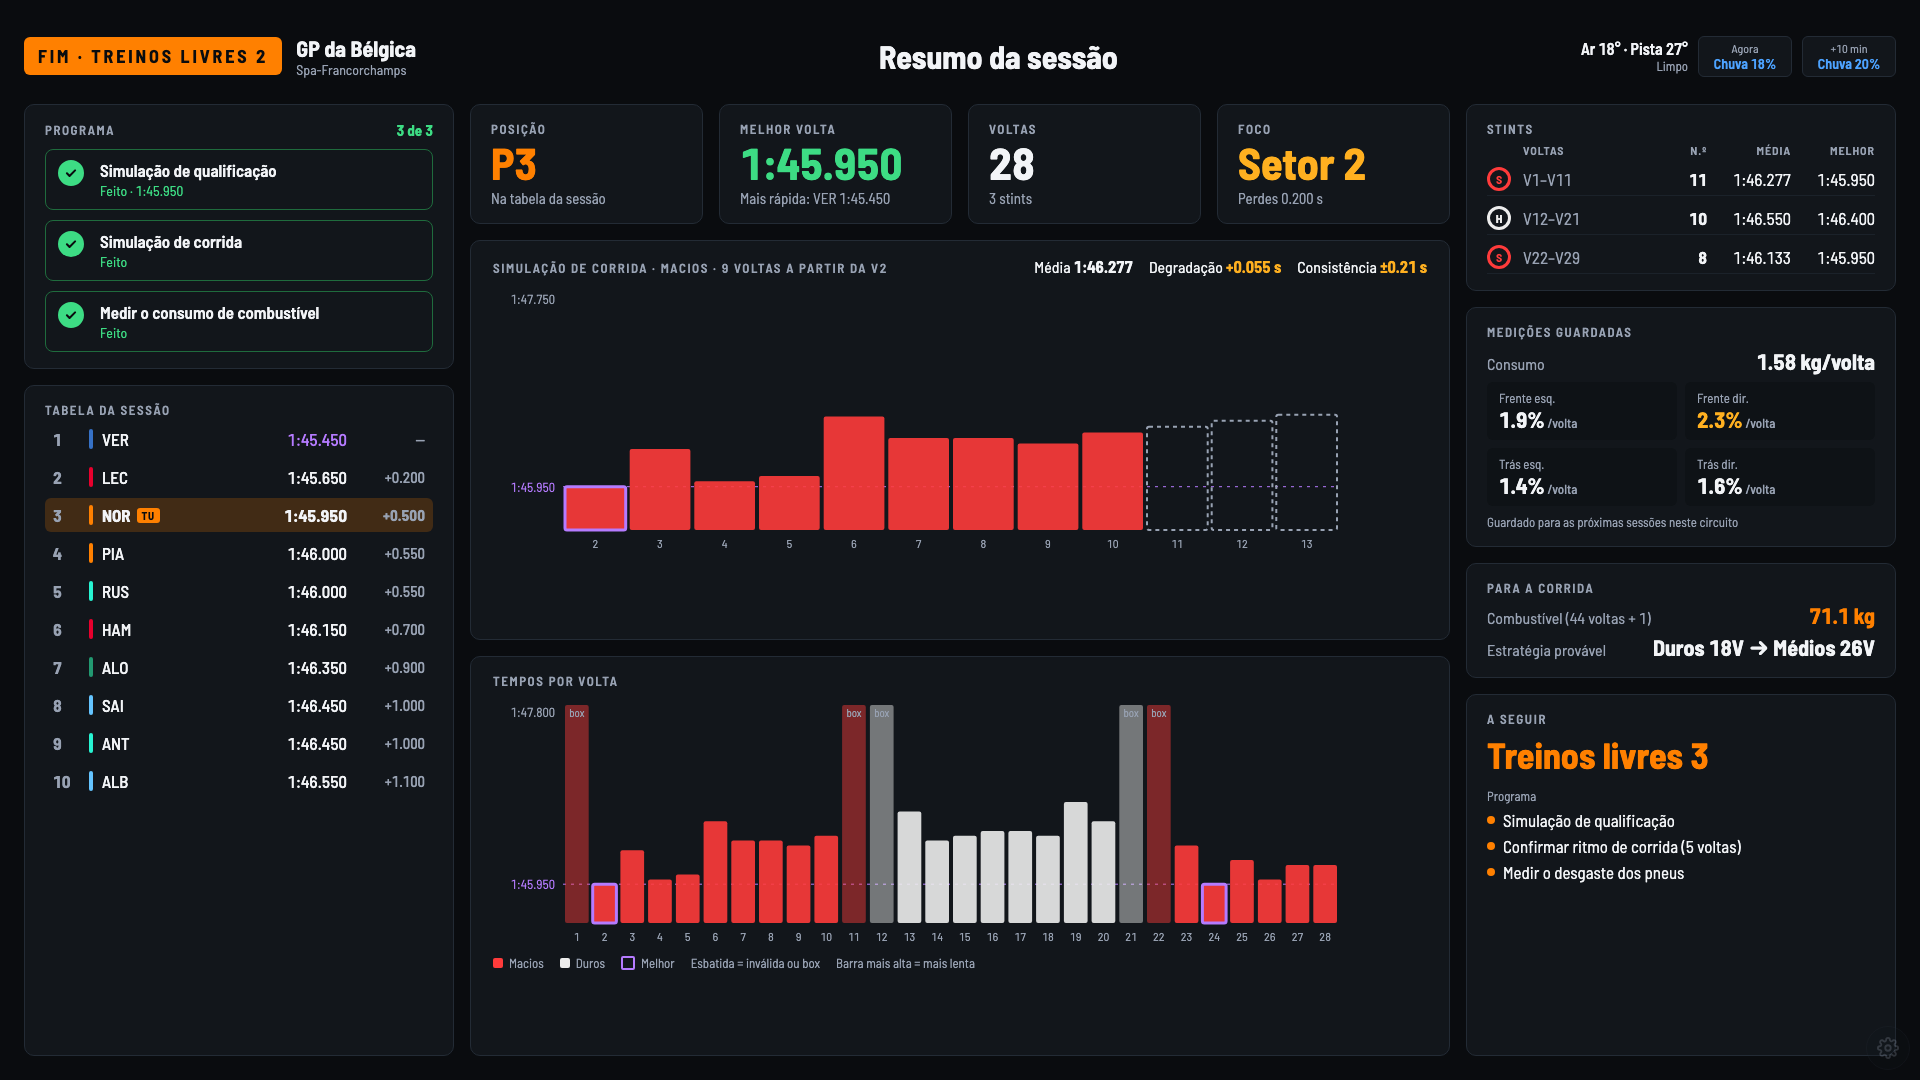 FIM · TREINOS LIVRES 2
GP da Bélgica
Spa-Francorchamps
Resumo da sessão
Ar 18° · Pista 27°
Limpo
Agora
Chuva 18%
+10 min
Chuva 20%
PROGRAMA
3 de 3
Simulação de qualificação
Feito · 1:45.950
Simulação de corrida
Feito
Medir o consumo de combustível
Feito
TABELA DA SESSÃO
1 VER 1:45.450 –
2 LEC 1:45.650 +0.200
3 NOR TU 1:45.950 +0.500
4 PIA 1:46.000 +0.550
5 RUS 1:46.000 +0.550
6 HAM 1:46.150 +0.700
7 ALO 1:46.350 +0.900
8 SAI 1:46.450 +1.000
9 ANT 1:46.450 +1.000
10 ALB 1:46.550 +1.100
POSIÇÃO
P3
Na tabela da sessão
MELHOR VOLTA
1:45.950
Mais rápida: VER 1:45.450
VOLTAS
28
3 stints
FOCO
Setor 2
Perdes 0.200 s
SIMULAÇÃO DE CORRIDA · MACIOS · 9 VOLTAS A PARTIR DA V2
Média 1:46.277 Degradação +0.055 s Consistência ±0.21 s
1:47.750
1:45.950
2 3 4 5 6 7 8 9 10 11 12 13
TEMPOS POR VOLTA
1:47.800
box box box box box
1:45.950
1 2 3 4 5 6 7 8 9 10 11 12 13 14 15 16 17 18 19 20 21 22 23 24 25 26 27 28
Macios Duros Melhor Esbatida = inválida ou box Barra mais alta = mais lenta
STINTS
VOLTAS N.º MÉDIA MELHOR
S V1–V11 11 1:46.277 1:45.950
H V12–V21 10 1:46.550 1:46.400
S V22–V29 8 1:46.133 1:45.950
MEDIÇÕES GUARDADAS
Consumo 1.58 kg/volta
Frente esq.
1.9% /volta
Frente dir.
2.3% /volta
Trás esq.
1.4% /volta
Trás dir.
1.6% /volta
Guardado para as próximas sessões neste circuito
PARA A CORRIDA
Combustível (44 voltas + 1) 71.1 kg
Estratégia provável Duros 18V → Médios 26V
A SEGUIR
Treinos livres 3
Programa
Simulação de qualificação
Confirmar ritmo de corrida (5 voltas)
Medir o desgaste dos pneus